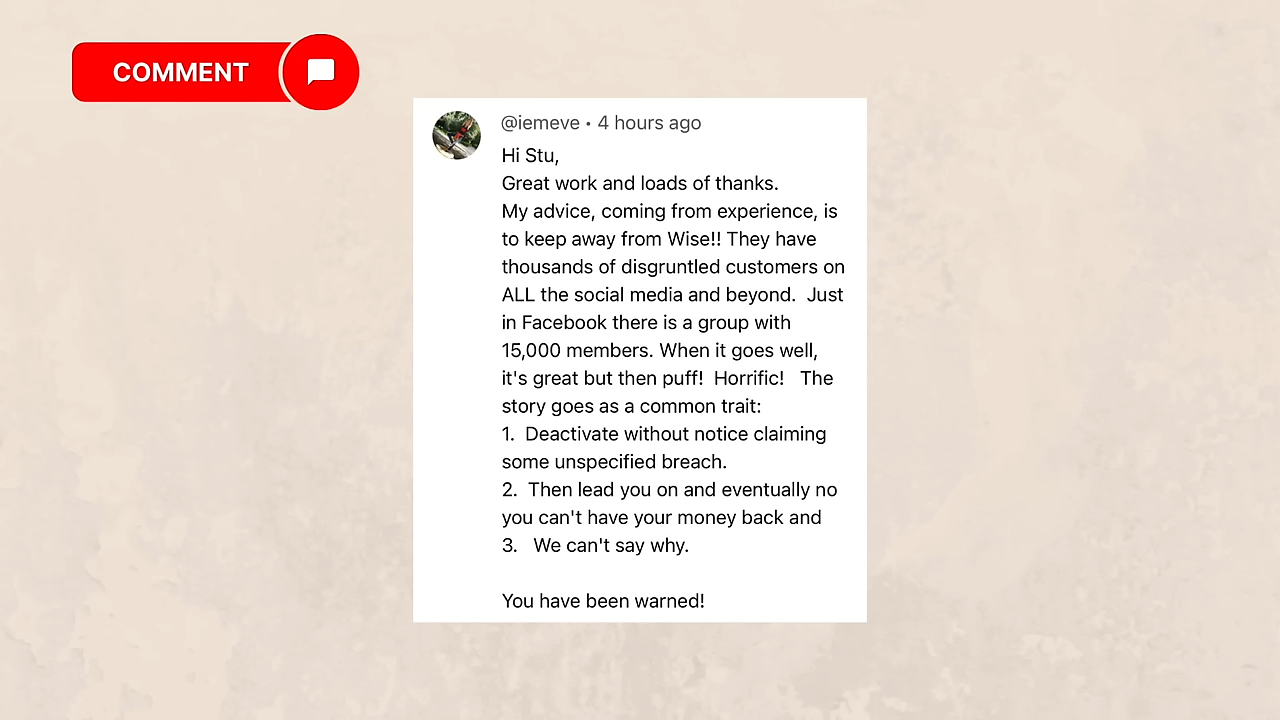 COMMENT
@iemeve • 4 hours ago
Hi Stu,
Great work and loads of thanks.
My advice, coming from experience, is
to keep away from Wise!! They have
thousands of disgruntled customers on
ALL the social media and beyond.  Just
in Facebook there is a group with
15,000 members. When it goes well,
it's great but then puff!  Horrific!   The
story goes as a common trait:
1.  Deactivate without notice claiming
some unspecified breach.
2.  Then lead you on and eventually no
you can't have your money back and
3.   We can't say why.
You have been warned!